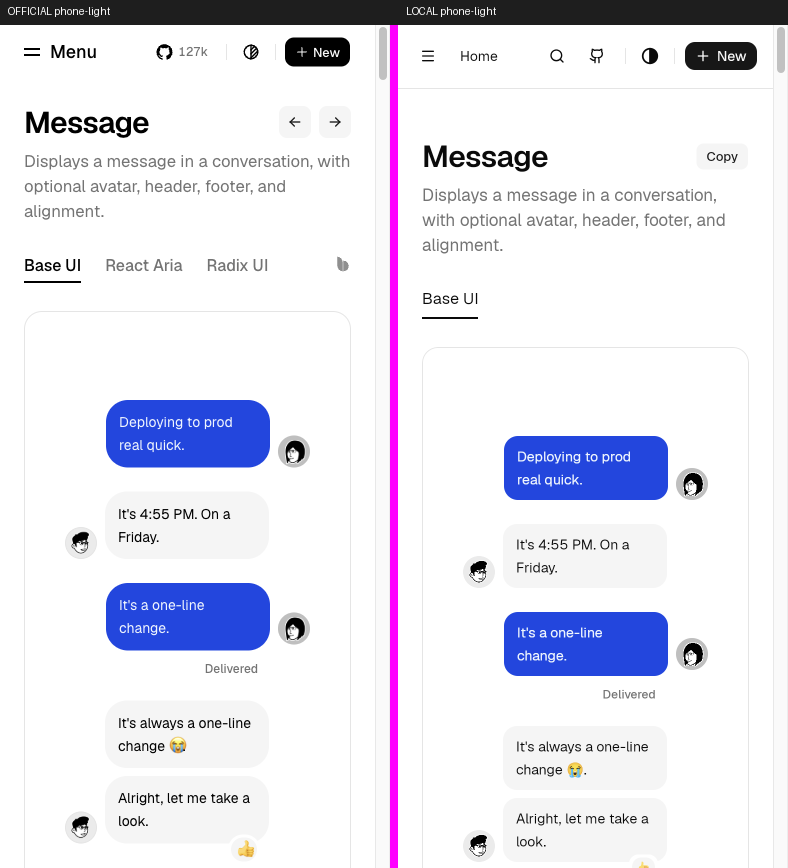 OFFICIAL phone-light
Menu
127k
New
Message
Displays a message in a conversation, with
optional avatar, header, footer, and
alignment.
Base UI
React Aria
Radix UI
Deploying to prod
real quick.
It's 4:55 PM. On a
Friday.
It's a one-line
change.
Delivered
It's always a one-line
change 😭
Alright, let me take a
look.
👍
LOCAL phone-light
Home
New
Message
Copy
Displays a message in a conversation,
with optional avatar, header, footer, and
alignment.
Base UI
Deploying to prod
real quick.
It's 4:55 PM. On a
Friday.
It's a one-line
change.
Delivered
It's always a one-line
change 😭.
Alright, let me take a
look.
👍